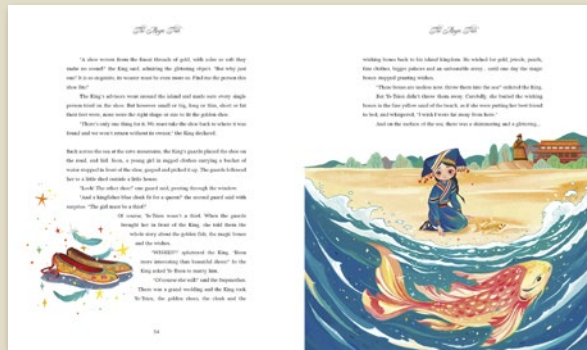 The Magic Fish
"A shoe woven from the finest threads of gold, with soles so soft they
make no sound!" the King said, admiring the glistening object. "But why just
one? It is so exquisite, its wearer must be even more so. Find me the person this
shoe fits!"
The King's advisors went around the island and made sure every single
person tried on the shoe. But however small or big, long or thin, short or fat
their feet were, none were the right shape or size to fit the golden shoe.
"There's only one thing for it. We must take the shoe back to where it was
found and we won't return without its owner," the King declared.
Back across the sea at the cave mountains, the King's guards placed the shoe on
the road, and hid. Soon, a young girl in ragged clothes carrying a bucket of
water stopped in front of the shoe, gasped and picked it up. The guards followed
her to a little shed outside a little house.
"Look! The other shoe!" one guard said, peering through the window.
"And a kingfisher blue cloak fit for a queen!" the second guard said with
surprise. "The girl must be a thief!"
Of course, Ye-Xian wasn't a thief. When the guards
brought her in front of the King, she told them the
whole story about the golden fish, the magic bones
and the wishes.
"WISHES?!" spluttered the King. "Even
more interesting than beautiful shoes!" So the
King asked Ye-Xian to marry him.
"Of course she will!" said the Stepmother.
There was a grand wedding and the King took
Ye-Xian, the golden shoes, the cloak and the
The Magic Fish
wishing bones back to his island kingdom. He wished for gold, jewels, pearls,
fine clothes, bigger palaces and an unbeatable army... until one day the magic
bones stopped granting wishes.
"These bones are useless now, throw them into the sea!" ordered the King.
But Ye-Xian didn't throw them away. Carefully, she buried the wishing
bones in the fine yellow sand of the beach, as if she were putting her best friend
to bed, and whispered, "I wish I were far away from here."
And on the surface of the sea, there was a shimmering and a glittering...